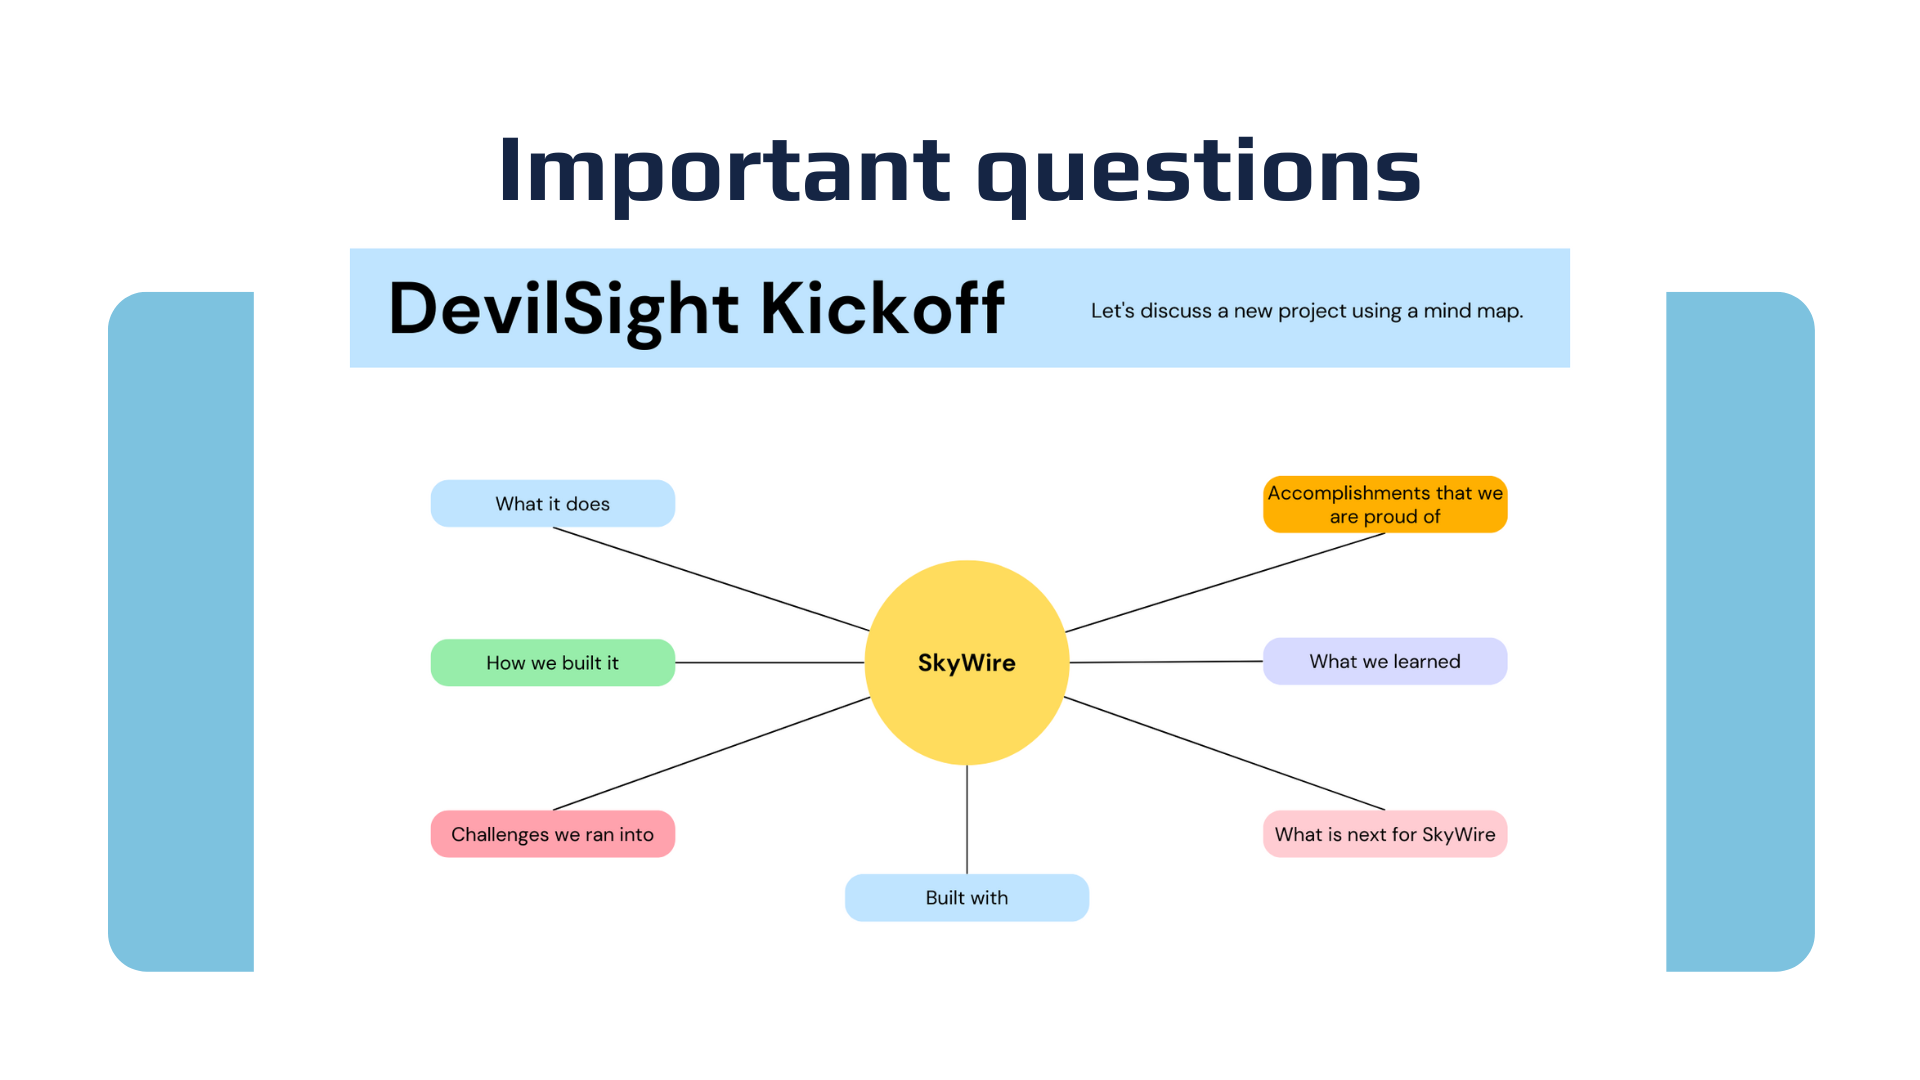 Important questions
DevilSight Kickoff
Let's discuss a new project using a mind map.
What it does
Accomplishments that we
are proud of
How we built it
SkyWire
What we learned
Challenges we ran into
What is next for SkyWire
Built with